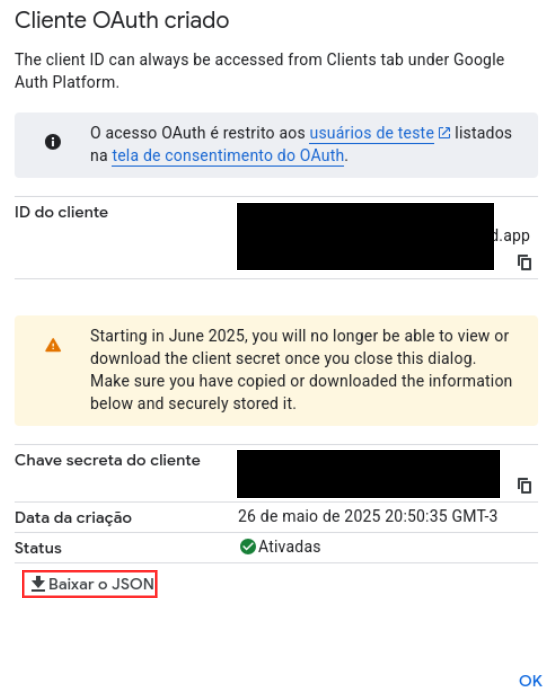 Cliente OAuth criado
The client ID can always be accessed from Clients tab under Google
Auth Platform.
O acesso OAuth é restrito aos usuários de teste listados
na tela de consentimento do OAuth.
ID do cliente
d.app
Starting in June 2025, you will no longer be able to view or
download the client secret once you close this dialog.
Make sure you have copied or downloaded the information
below and securely stored it.
Chave secreta do cliente
Data da criação 26 de maio de 2025 20:50:35 GMT-3
Status Ativadas
Baixar o JSON
OK